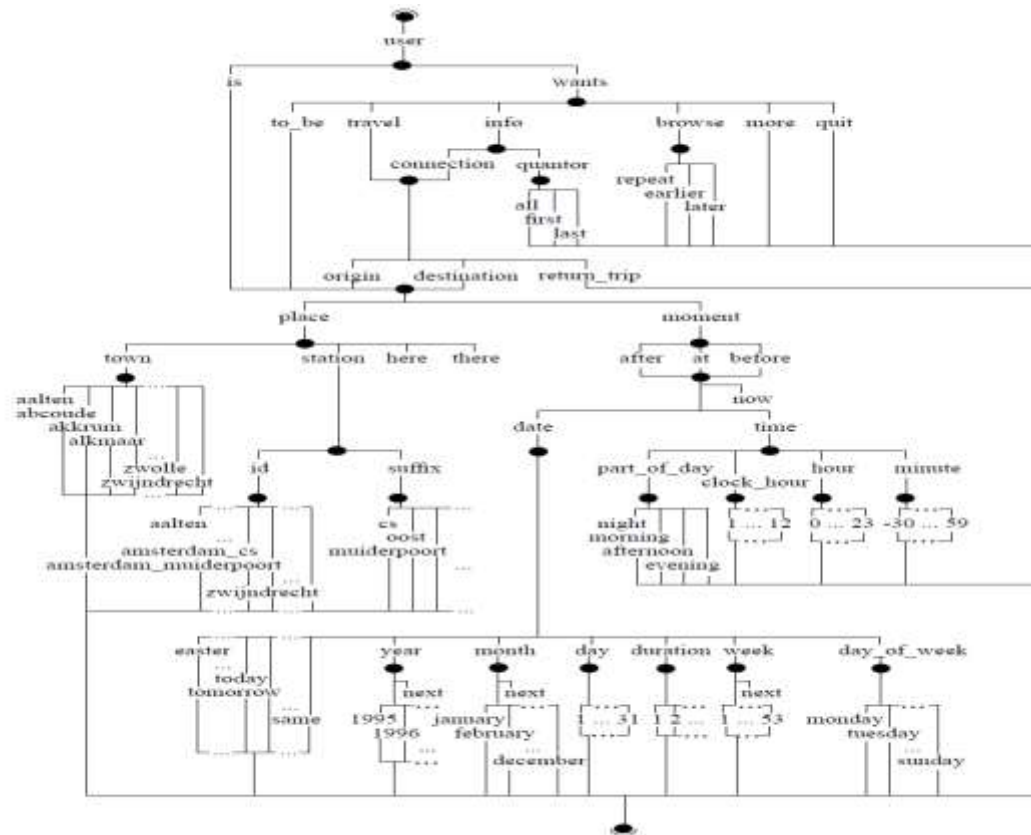 user
is wants
to_be travel info browse more quit
connection quantor
repeat
earlier
later
all
first
last
origin destination return_trip
place moment
town station here there after at before
now
aalten
abcoude
akkrum
alkmaar
...
zwolle
zwijndrecht
date time
id suffix part_of_day clock_hour hour minute
aalten
...
amsterdam_cs
amsterdam_muiderpoort
...
zwijndrecht
cs
oost
muiderpoort
...
night
morning
afternoon
evening
1 ... 12 0 ... 23 -30 ... 59
easter year month day duration week day_of_week
...
today
tomorrow
...
same
next next next
1995
1996
...
january
february
...
december
1 ... 31 1 2 ... 1 ... 53
monday
tuesday
...
sunday